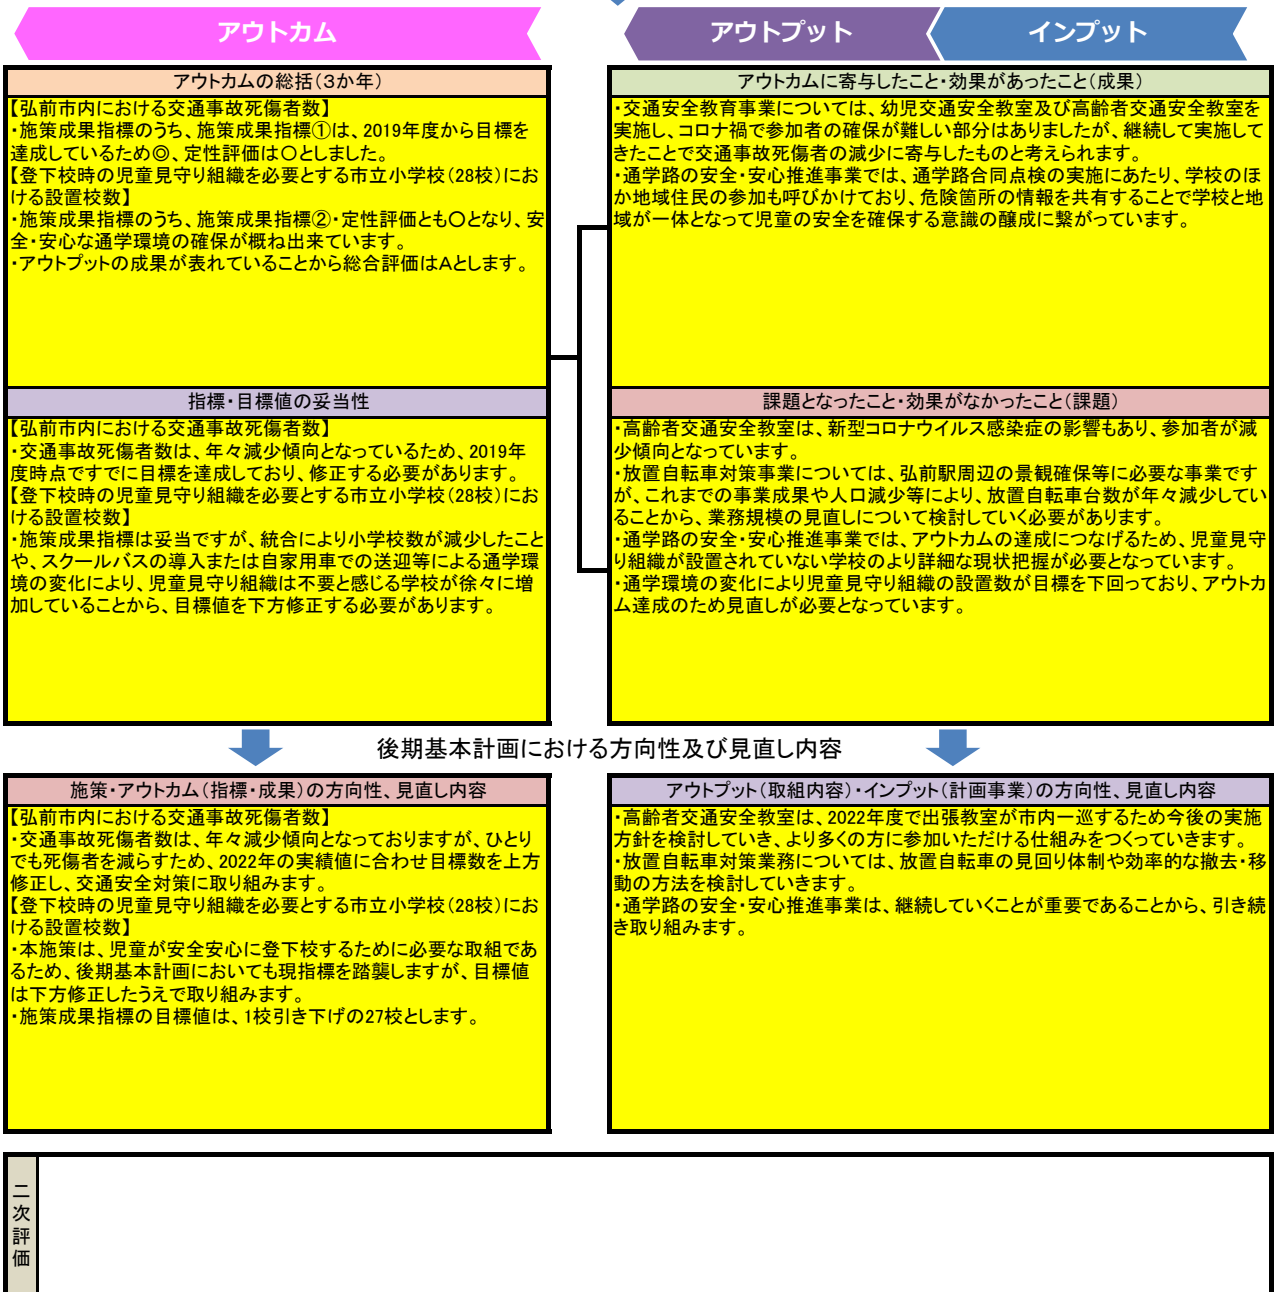 アウトカム
アウトプット
インプット
アウトカムの総括(3か年)
【弘前市内における交通事故死傷者数】
・施策成果指標のうち、施策成果指標①は、2019年度から目標を
達成しているため◎、定性評価は○としました。
【登下校時の児童見守り組織を必要とする市立小学校(28校)にお
ける設置校数】
・施策成果指標のうち、施策成果指標②・定性評価とも○となり、安
全・安心な通学環境の確保が概ね出来ています。
・アウトプットの成果が表れていることから総合評価はAとします。
アウトカムに寄与したこと・効果があったこと(成果)
・交通安全教育事業については、幼児交通安全教室及び高齢者交通安全教室を
実施し、コロナ禍で参加者の確保が難しい部分はありましたが、継続して実施して
きたことで交通事故死傷者の減少に寄与したものと考えられます。
・通学路の安全・安心推進事業では、通学路合同点検の実施にあたり、学校のほ
か地域住民の参加も呼びかけており、危険箇所の情報を共有することで学校と地
域が一体となって児童の安全を確保する意識の醸成に繋がっています。
指標・目標値の妥当性
【弘前市内における交通事故死傷者数】
・交通事故死傷者数は、年々減少傾向となっているため、2019年
度時点ですでに目標を達成しており、修正する必要があります。
【登下校時の児童見守り組織を必要とする市立小学校(28校)にお
ける設置校数】
・施策成果指標は妥当ですが、統合により小学校数が減少したこと
や、スクールバスの導入または自家用車での送迎等による通学環
境の変化により、児童見守り組織は不要と感じる学校が徐々に増
加していることから、目標値を下方修正する必要があります。
課題となったこと・効果がなかったこと(課題)
・高齢者交通安全教室は、新型コロナウイルス感染症の影響もあり、参加者が減
少傾向となっています。
・放置自転車対策事業については、弘前駅周辺の景観確保等に必要な事業です
が、これまでの事業成果や人口減少等により、放置自転車台数が年々減少してい
ることから、業務規模の見直しについて検討していく必要があります。
・通学路の安全・安心推進事業では、アウトカムの達成につなげるため、児童見守
り組織が設置されていない学校のより詳細な現状把握が必要となっています。
・通学環境の変化により児童見守り組織の設置数が目標を下回っており、アウトカ
ム達成のため見直しが必要となっています。
後期基本計画における方向性及び見直し内容
施策・アウトカム(指標・成果)の方向性、見直し内容
【弘前市内における交通事故死傷者数】
・交通事故死傷者数は、年々減少傾向となっておりますが、ひとり
でも死傷者を減らすため、2022年の実績値に合わせ目標数を上方
修正し、交通安全対策に取り組みます。
【登下校時の児童見守り組織を必要とする市立小学校(28校)にお
ける設置校数】
・本施策は、児童が安全安心に登下校するために必要な取組であ
るため、後期基本計画においても現指標を踏襲しますが、目標値
は下方修正したうえで取り組みます。
・施策成果指標の目標値は、1校引き下げの27校とします。
アウトプット(取組内容)・インプット(計画事業)の方向性、見直し内容
・高齢者交通安全教室は、2022年度で出張教室が市内一巡するため今後の実施
方針を検討していき、より多くの方に参加いただける仕組みをつくっていきます。
・放置自転車対策業務については、放置自転車の見回り体制や効率的な撤去・移
動の方法を検討していきます。
・通学路の安全・安心推進事業は、継続していくことが重要であることから、引き続
き取り組みます。
二次評価